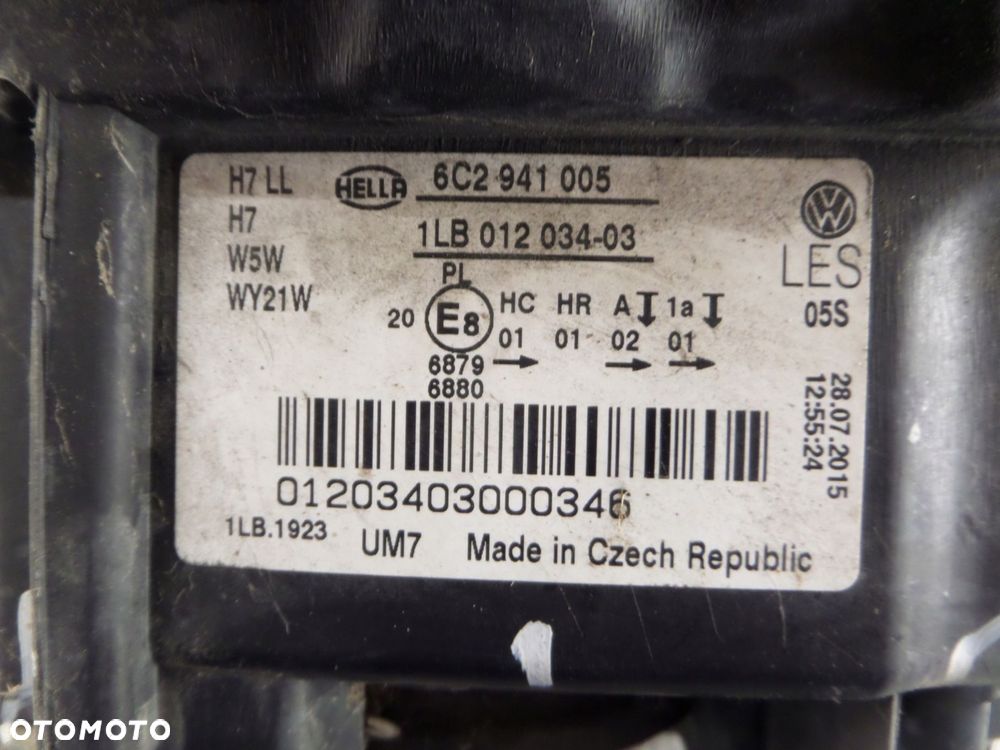 H7 LL
H7
W5W
WY21W
HELLA
6C2 941 005
1LB 012 034-03
PL
20 E8
HC HR A 1a
01 01 02 01
6879
6880
LES
05S
28.07.2015
12:55:24
01203403000346
1LB.1923 UM7 Made in Czech Republic
OTOMOTO